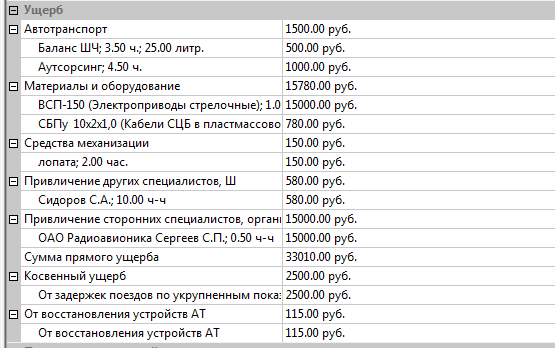 Ущерб
Автотранспорт 1500.00 руб.
Баланс ШЧ; 3.50 ч.; 25.00 литр. 500.00 руб.
Аутсорсинг; 4.50 ч. 1000.00 руб.
Материалы и оборудование 15780.00 руб.
ВСП-150 (Электроприводы стрелочные); 1.0 15000.00 руб.
СБПу 10х2х1,0 (Кабели СЦБ в пластмассово 780.00 руб.
Средства механизации 150.00 руб.
лопата; 2.00 час. 150.00 руб.
Привличение других специалистов, Ш 580.00 руб.
Сидоров С.А.; 10.00 ч-ч 580.00 руб.
Привличение сторонних специалистов, орган 15000.00 руб.
ОАО Радиоавионика Сергеев С.П.; 0.50 ч-ч 15000.00 руб.
Сумма прямого ущерба 33010.00 руб.
Косвенный ущерб 2500.00 руб.
От задержек поездов по укрупненным пока 2500.00 руб.
От восстановления устройств АТ 115.00 руб.
От восстановления устройств АТ 115.00 руб.